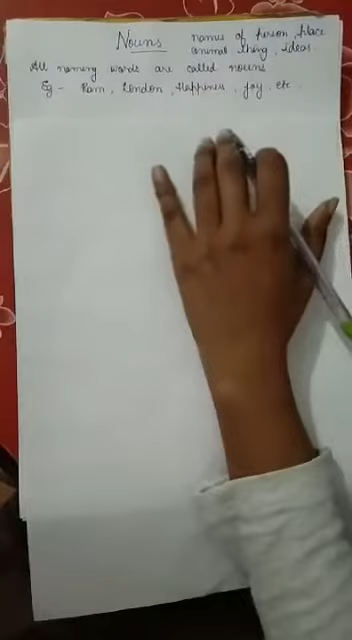 Nouns names of person, place
animal thing, ideas.
All naming words are called nouns
Eg - Ram, London, Happiness, Joy. etc.